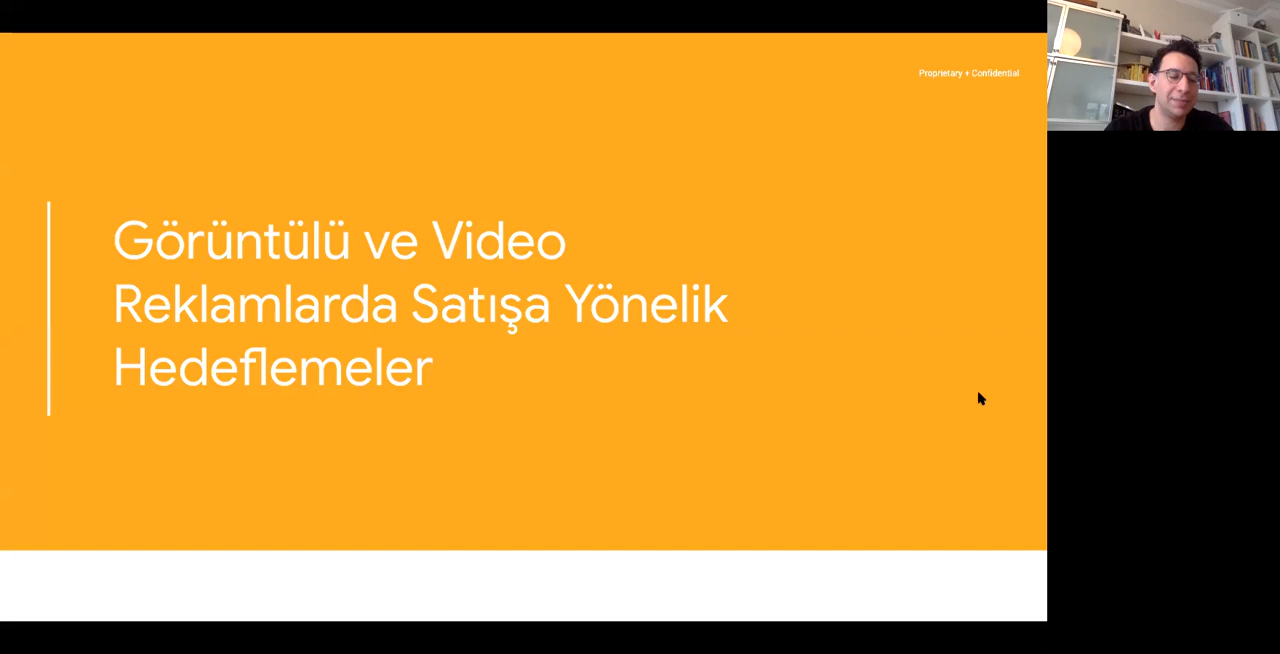 Proprietary + Confidential
Görüntülü ve Video
Reklamlarda Satışa Yönelik
Hedeflemeler